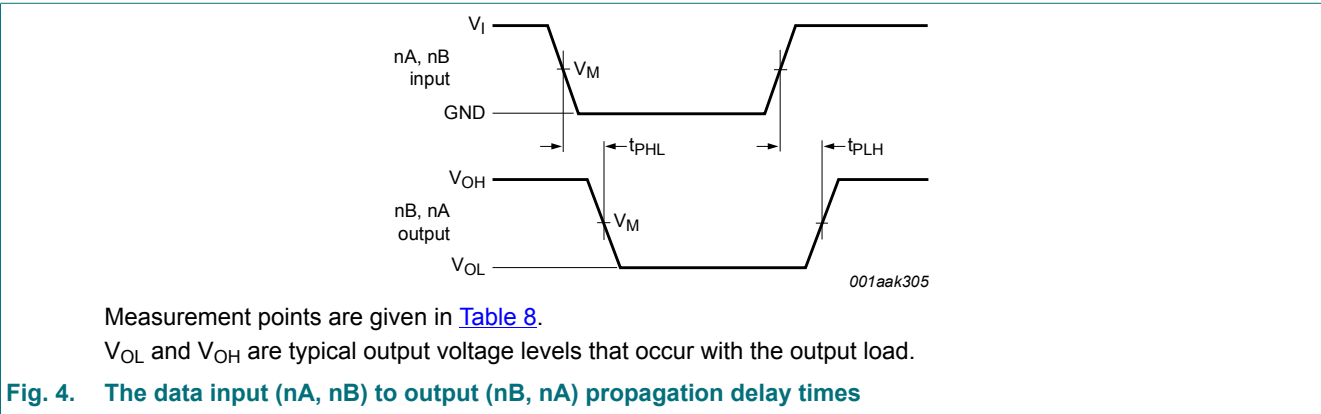 VI
nA, nB
input
VM
GND
tPHL
tPLH
VOH
nB, nA
output
VM
VOL
001aak305
Measurement points are given in Table 8.
VOL and VOH are typical output voltage levels that occur with the output load.
Fig. 4. The data input (nA, nB) to output (nB, nA) propagation delay times